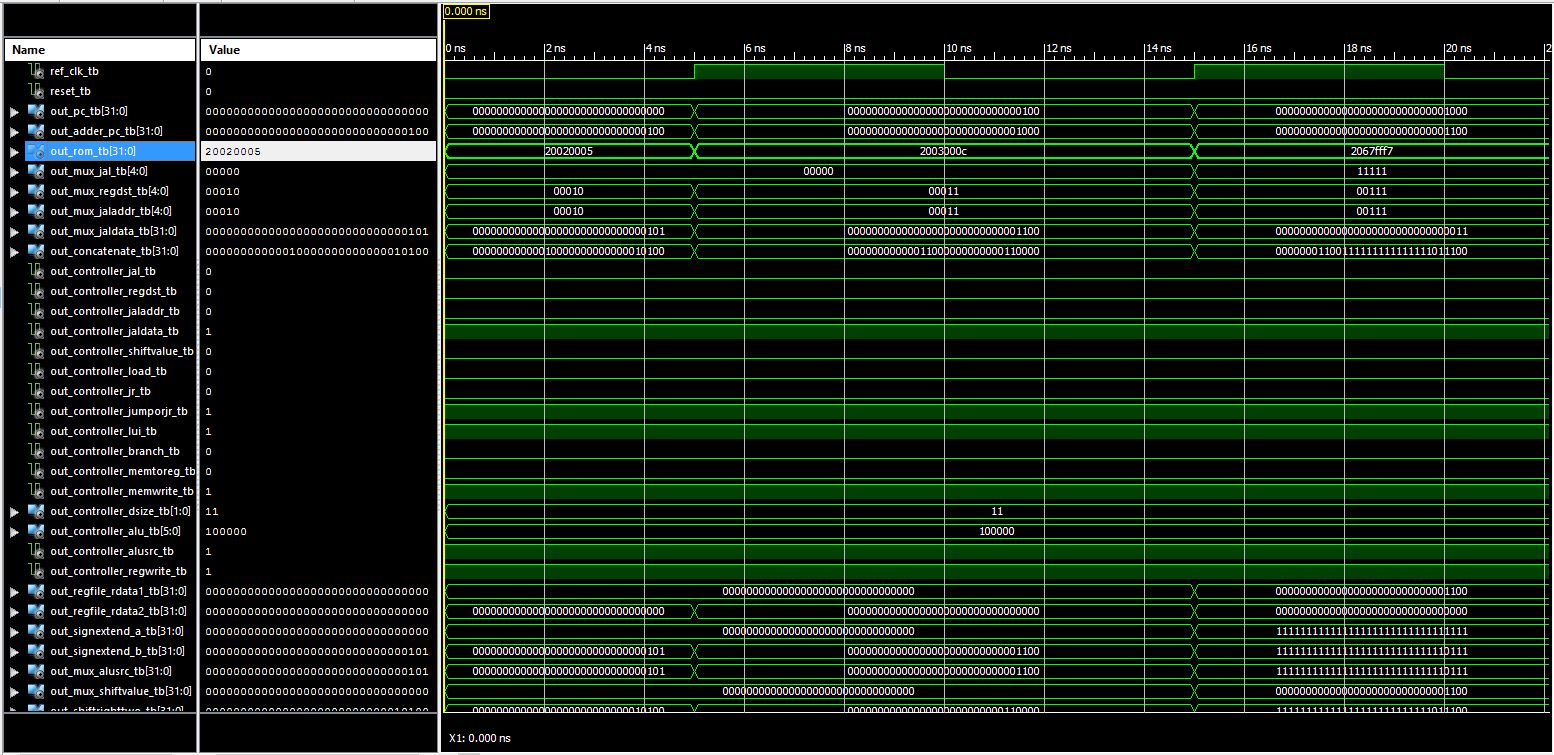 0.000 ns
Name Value 0 ns 2 ns 4 ns 6 ns 8 ns 10 ns 12 ns 14 ns 16 ns 18 ns 20 ns 2
ref_clk_tb 0
reset_tb 0
out_pc_tb[31:0] 00000000000000000000000000000000 00000000000000000000000000000000 00000000000000000000000000000100 00000000000000000000000000001000
out_adder_pc_tb[31:0] 00000000000000000000000000000100 00000000000000000000000000000100 00000000000000000000000000001000 00000000000000000000000000001100
out_rom_tb[31:0] 20020005 20020005 2003000c 2067fff7
out_mux_jal_tb[4:0] 00000 00000 11111
out_mux_regdst_tb[4:0] 00010 00010 00011 00111
out_mux_jaladdr_tb[4:0] 00010 00010 00011 00111
out_mux_jaldata_tb[31:0] 00000000000000000000000000000101 00000000000000000000000000000101 00000000000000000000000000001100 00000000000000000000000000000011
out_concatenate_tb[31:0] 00000000000010000000000000010100 00000000000010000000000000010100 00000000000011000000000000110000 00000001100111111111111111011100
out_controller_jal_tb 0
out_controller_regdst_tb 0
out_controller_jaladdr_tb 0
out_controller_jaldata_tb 1
out_controller_shiftvalue_tb 0
out_controller_load_tb 0
out_controller_jr_tb 0
out_controller_jumporjr_tb 1
out_controller_lui_tb 1
out_controller_branch_tb 0
out_controller_memtoreg_tb 0
out_controller_memwrite_tb 1
out_controller_dsize_tb[1:0] 11 11
out_controller_alu_tb[5:0] 100000 100000
out_controller_alusrc_tb 1
out_controller_regwrite_tb 1
out_regfile_rdata1_tb[31:0] 00000000000000000000000000000000 00000000000000000000000000000000 00000000000000000000000000001100
out_regfile_rdata2_tb[31:0] 00000000000000000000000000000000 00000000000000000000000000000000 00000000000000000000000000000000 00000000000000000000000000000000
out_signextend_a_tb[31:0] 00000000000000000000000000000000 00000000000000000000000000000000 11111111111111111111111111111111
out_signextend_b_tb[31:0] 00000000000000000000000000000101 00000000000000000000000000000101 00000000000000000000000000001100 11111111111111111111111111110111
out_mux_alusrc_tb[31:0] 00000000000000000000000000000101 00000000000000000000000000000101 00000000000000000000000000001100 11111111111111111111111111110111
out_mux_shiftvalue_tb[31:0] 00000000000000000000000000000000 00000000000000000000000000000000 00000000000000000000000000001100
X1: 0.000 ns